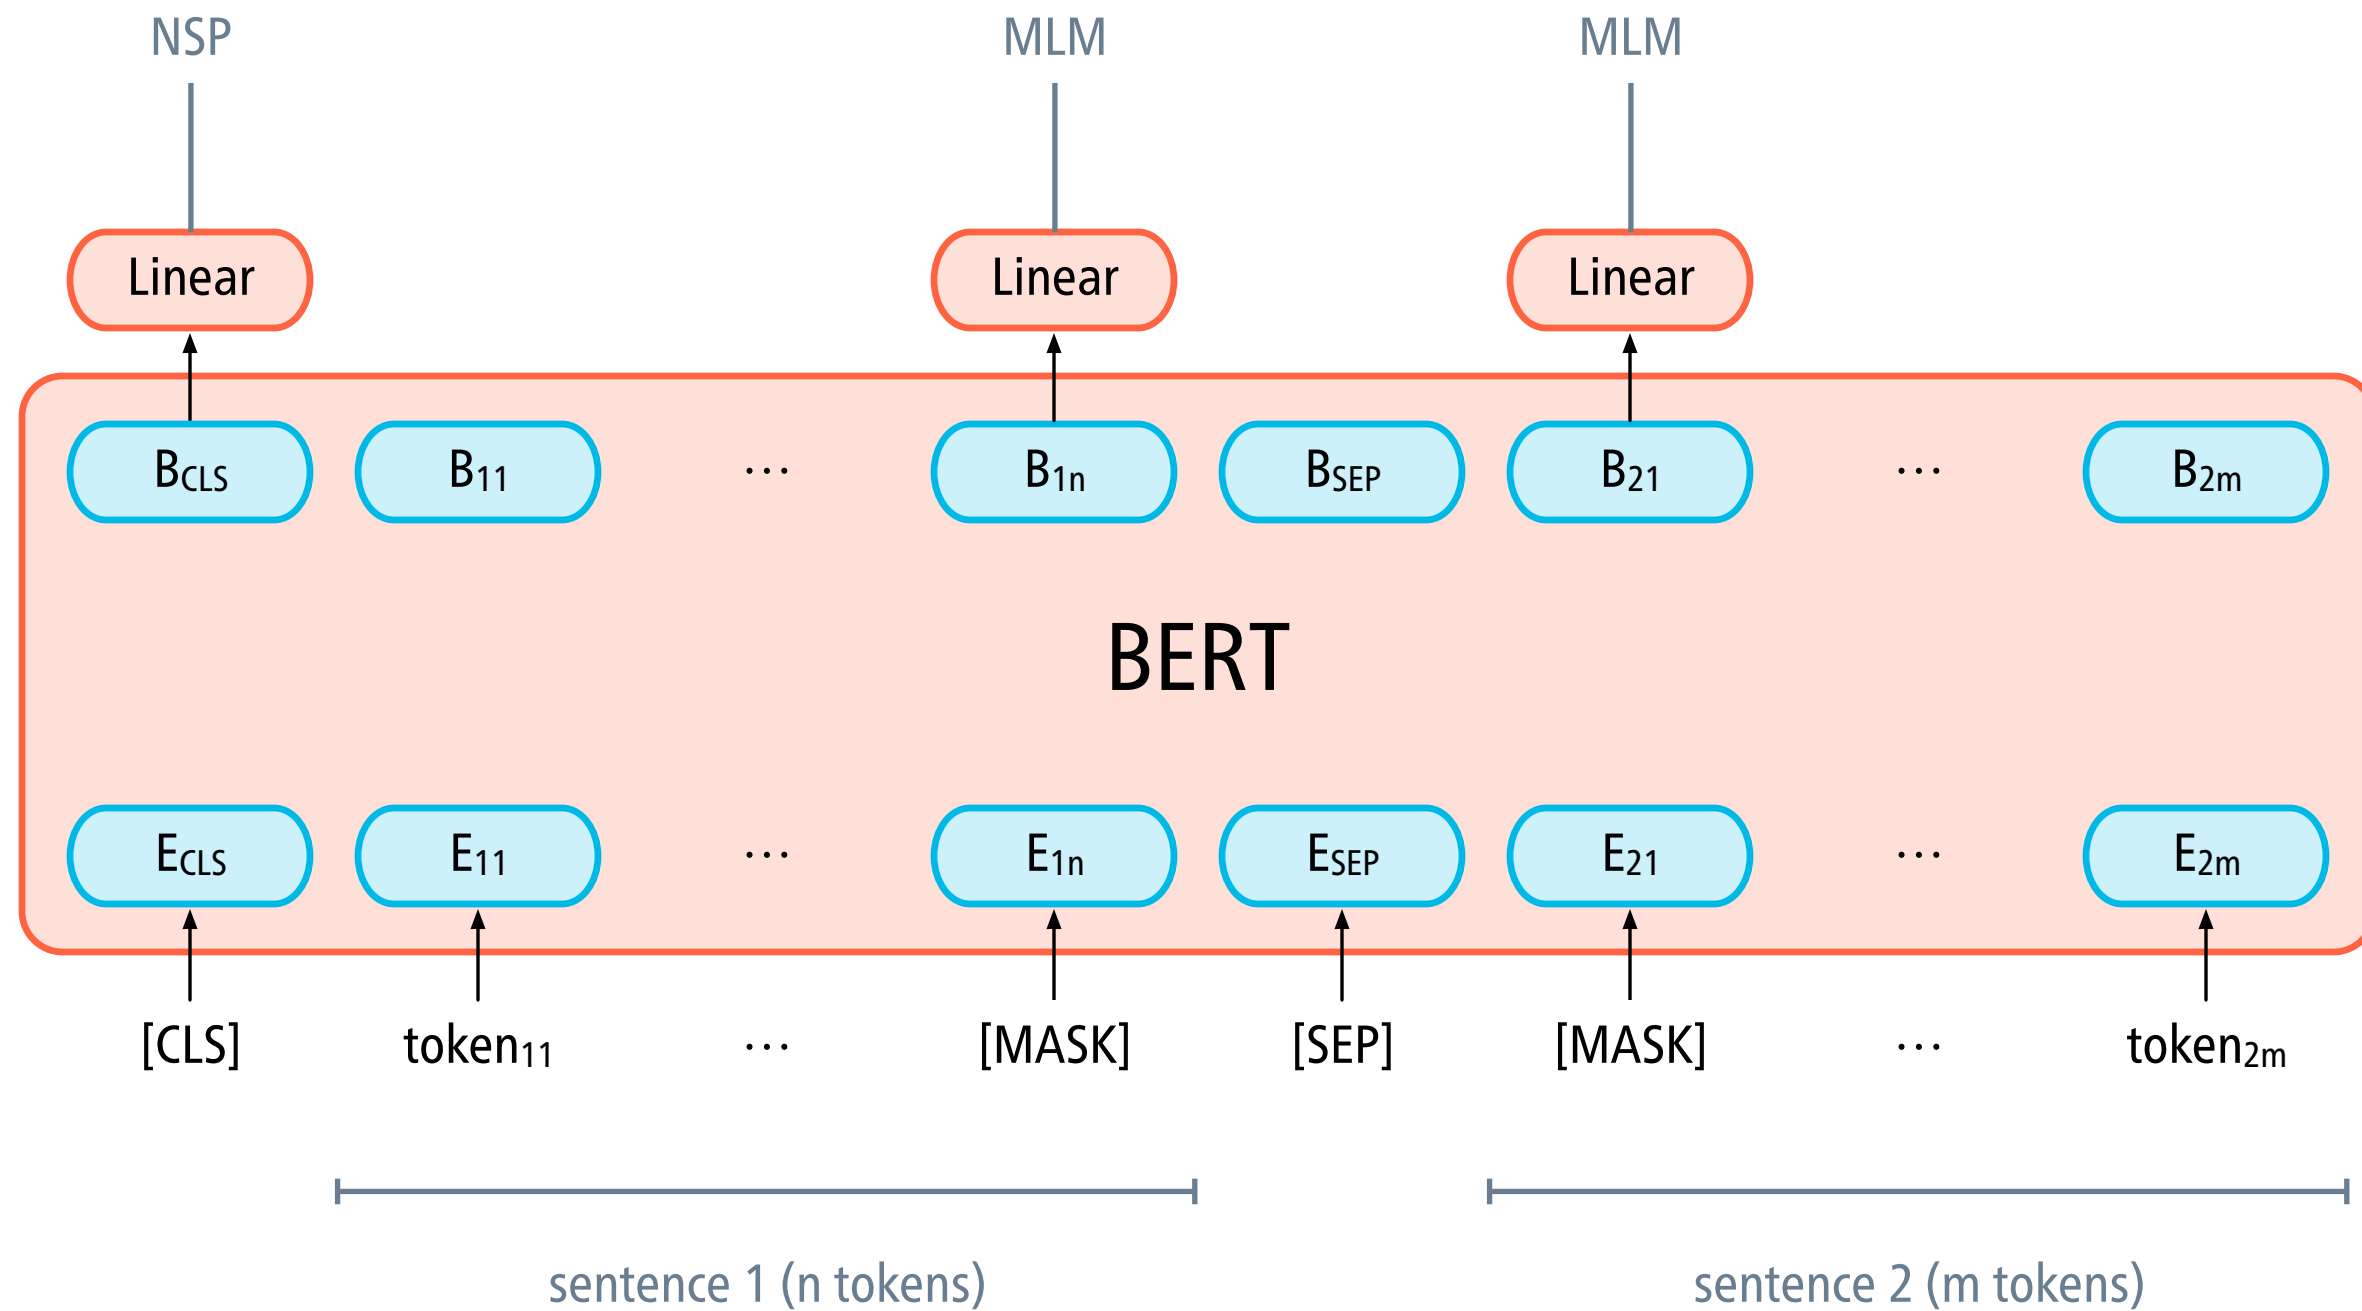 NSP MLM MLM
Linear Linear Linear
BCLS B11 ... B1n BSEP B21 ... B2m
BERT
ECLS E11 ... E1n ESEP E21 ... E2m
[CLS] token11 ... [MASK] [SEP] [MASK] ... token2m
sentence 1 (n tokens) sentence 2 (m tokens)